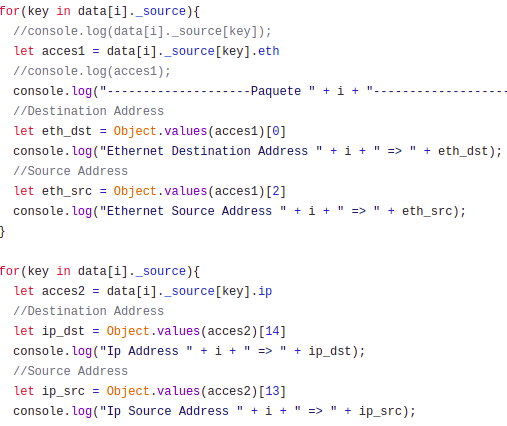 for(key in data[i]._source){
//console.log(data[i]._source[key]);
let acces1 = data[i]._source[key].eth
//console.log(acces1);
console.log("--------------------Paquete " + i + "-------------------
//Destination Address
let eth_dst = Object.values(acces1)[0]
console.log("Ethernet Destination Address " + i + " => " + eth_dst);
//Source Address
let eth_src = Object.values(acces1)[2]
console.log("Ethernet Source Address " + i + " => " + eth_src);
}
for(key in data[i]._source){
let acces2 = data[i]._source[key].ip
//Destination Address
let ip_dst = Object.values(acces2)[14]
console.log("Ip Address " + i + " => " + ip_dst);
//Source Address
let ip_src = Object.values(acces2)[13]
console.log("Ip Source Address " + i + " => " + ip_src);